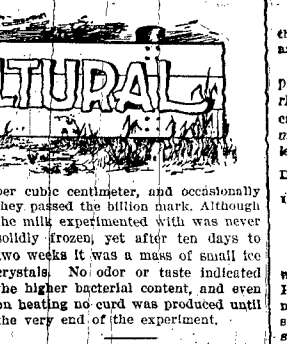 LTURAL
per cubic centimeter, and occasionally
they passed the billion mark. Although
the milk experimented with was never
solidly frozen, yet after ten days to
two weeks it was a mass of small ice
crystals. No odor or taste indicated
the higher bacterial content, and even
on heating no curd was produced until
the very end of the experiment.